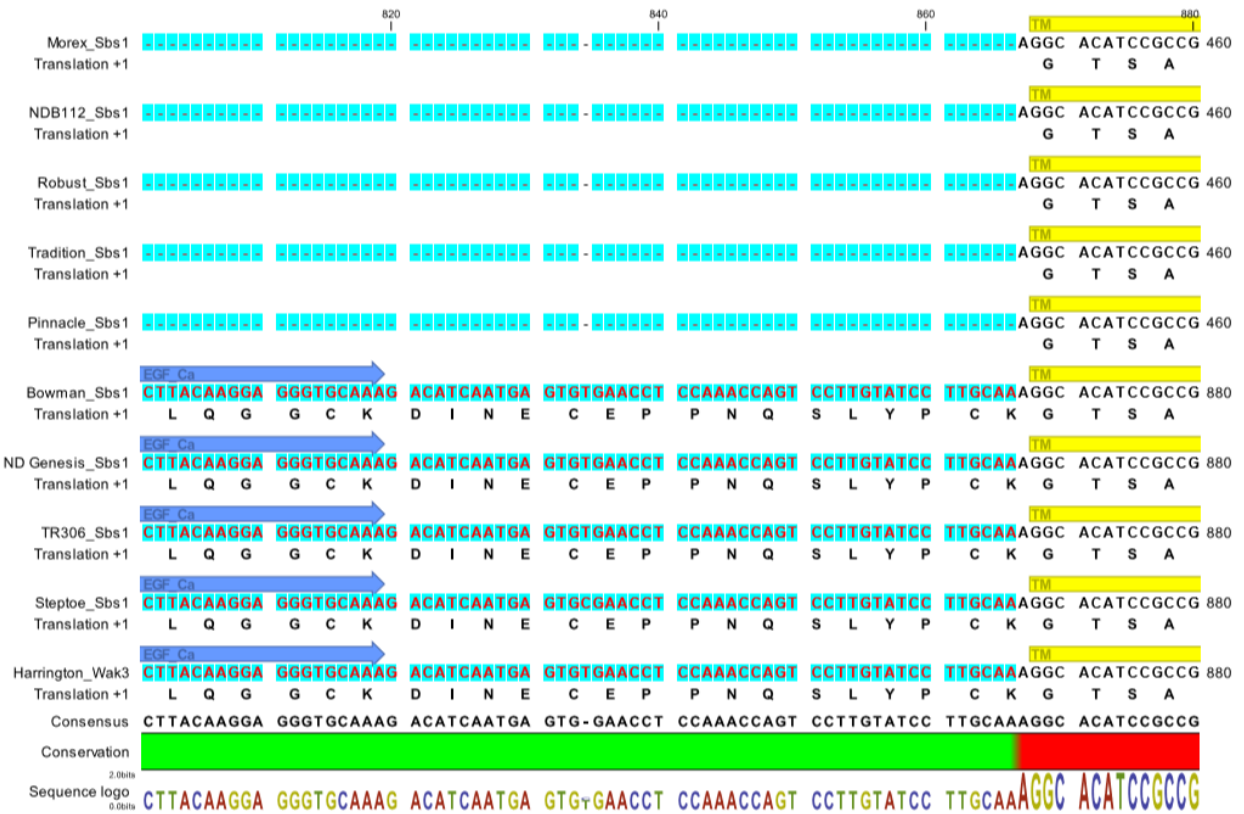 820 840 860 880
TM
Morex_Sbs1 ---------- ---------- ---------- ---------- ---------- ---------- ------AGGC ACATCCGCCG 460
Translation +1 G T S A
TM
NDB112_Sbs1 ---------- ---------- ---------- ---------- ---------- ---------- ------AGGC ACATCCGCCG 460
Translation +1 G T S A
TM
Robust_Sbs1 ---------- ---------- ---------- ---------- ---------- ---------- ------AGGC ACATCCGCCG 460
Translation +1 G T S A
TM
Tradition_Sbs1 ---------- ---------- ---------- ---------- ---------- ---------- ------AGGC ACATCCGCCG 460
Translation +1 G T S A
TM
Pinnacle_Sbs1 ---------- ---------- ---------- ---------- ---------- ---------- ------AGGC ACATCCGCCG 460
Translation +1 G T S A
EGF_Ca TM
Bowman_Sbs1 CTTACAAGGA GGGTGCAAAG ACATCAATGA GTGTGAACCT CCAAACCAGT CCTTGTATCC TTGCAAAGGC ACATCCGCCG 880
Translation +1 L Q G G C K D I N E C E P P N Q S L Y P C K G T S A
EGF_Ca TM
ND Genesis_Sbs1 CTTACAAGGA GGGTGCAAAG ACATCAATGA GTGTGAACCT CCAAACCAGT CCTTGTATCC TTGCAAAGGC ACATCCGCCG 880
Translation +1 L Q G G C K D I N E C E P P N Q S L Y P C K G T S A
EGF_Ca TM
TR306_Sbs1 CTTACAAGGA GGGTGCAAAG ACATCAATGA GTGTGAACCT CCAAACCAGT CCTTGTATCC TTGCAAAGGC ACATCCGCCG 880
Translation +1 L Q G G C K D I N E C E P P N Q S L Y P C K G T S A
EGF_Ca TM
Steptoe_Sbs1 CTTACAAGGA GGGTGCAAAG ACATCAATGA GTGCGAACCT CCAAACCAGT CCTTGTATCC TTGCAAAGGC ACATCCGCCG 880
Translation +1 L Q G G C K D I N E C E P P N Q S L Y P C K G T S A
EGF_Ca TM
Harrington_Wak3 CTTACAAGGA GGGTGCAAAG ACATCAATGA GTGTGAACCT CCAAACCAGT CCTTGTATCC TTGCAAAGGC ACATCCGCCG 880
Translation +1 L Q G G C K D I N E C E P P N Q S L Y P C K G T S A
Consensus CTTACAAGGA GGGTGCAAAG ACATCAATGA GTG-GAACCT CCAAACCAGT CCTTGTATCC TTGCAAAGGC ACATCCGCCG
Conservation
2.0bits
Sequence logo CTTACAAGGA GGGTGCAAAG ACATCAATGA GTGTGAACCT CCAAACCAGT CCTTGTATCC TTGCAAAGGC ACATCCGCCG
0.0bits